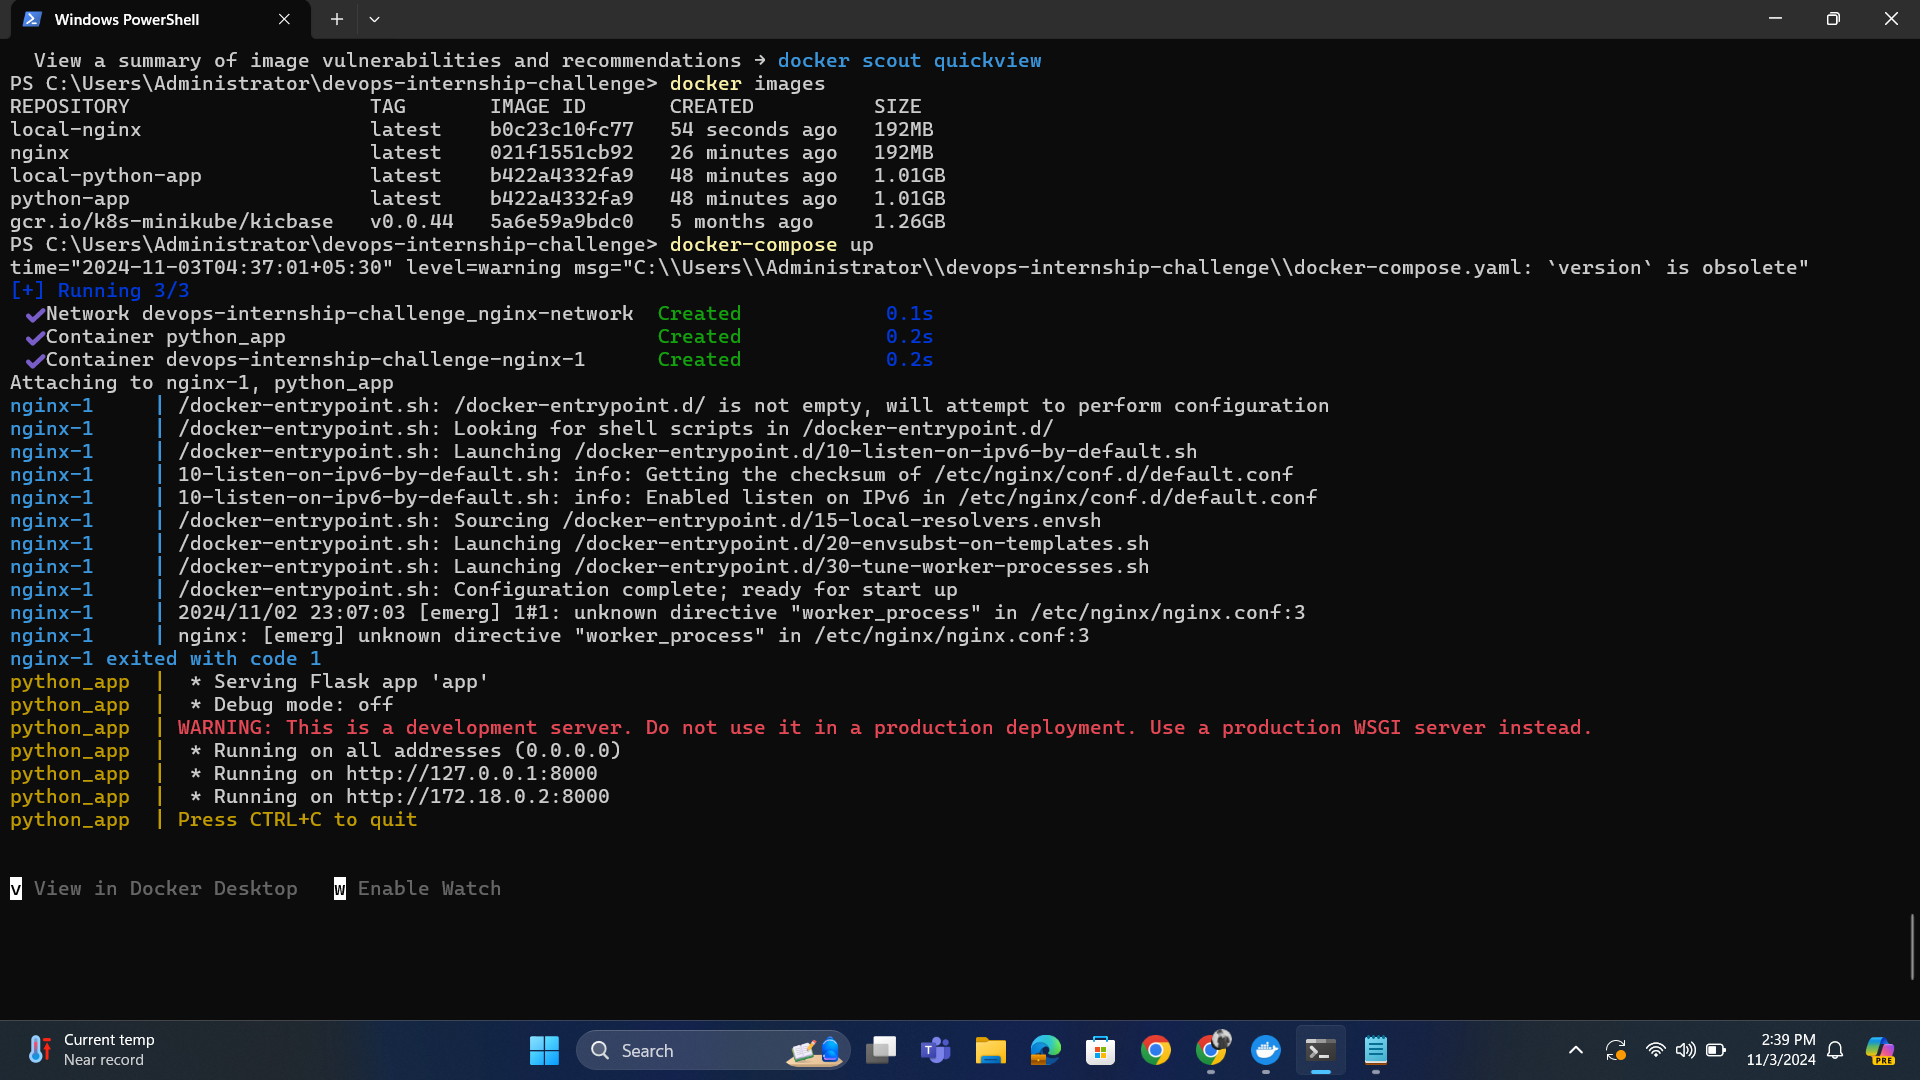 Windows PowerShell
View a summary of image vulnerabilities and recommendations → docker scout quickview
PS C:\Users\Administrator\devops-internship-challenge> docker images
REPOSITORY TAG IMAGE ID CREATED SIZE
local-nginx latest b0c23c10fc77 54 seconds ago 192MB
nginx latest 021f1551cb92 26 minutes ago 192MB
local-python-app latest b422a4332fa9 48 minutes ago 1.01GB
python-app latest b422a4332fa9 48 minutes ago 1.01GB
gcr.io/k8s-minikube/kicbase v0.0.44 5a6e59a9bdc0 5 months ago 1.26GB
PS C:\Users\Administrator\devops-internship-challenge> docker-compose up
time="2024-11-03T04:37:01+05:30" level=warning msg="C:\\Users\\Administrator\\devops-internship-challenge\\docker-compose.yaml: `version` is obsolete"
[+] Running 3/3
✔Network devops-internship-challenge_nginx-network Created 0.1s
✔Container python_app Created 0.2s
✔Container devops-internship-challenge-nginx-1 Created 0.2s
Attaching to nginx-1, python_app
nginx-1 | /docker-entrypoint.sh: /docker-entrypoint.d/ is not empty, will attempt to perform configuration
nginx-1 | /docker-entrypoint.sh: Looking for shell scripts in /docker-entrypoint.d/
nginx-1 | /docker-entrypoint.sh: Launching /docker-entrypoint.d/10-listen-on-ipv6-by-default.sh
nginx-1 | 10-listen-on-ipv6-by-default.sh: info: Getting the checksum of /etc/nginx/conf.d/default.conf
nginx-1 | 10-listen-on-ipv6-by-default.sh: info: Enabled listen on IPv6 in /etc/nginx/conf.d/default.conf
nginx-1 | /docker-entrypoint.sh: Sourcing /docker-entrypoint.d/15-local-resolvers.envsh
nginx-1 | /docker-entrypoint.sh: Launching /docker-entrypoint.d/20-envsubst-on-templates.sh
nginx-1 | /docker-entrypoint.sh: Launching /docker-entrypoint.d/30-tune-worker-processes.sh
nginx-1 | /docker-entrypoint.sh: Configuration complete; ready for start up
nginx-1 | 2024/11/02 23:07:03 [emerg] 1#1: unknown directive "worker_process" in /etc/nginx/nginx.conf:3
nginx-1 | nginx: [emerg] unknown directive "worker_process" in /etc/nginx/nginx.conf:3
nginx-1 exited with code 1
python_app | * Serving Flask app 'app'
python_app | * Debug mode: off
python_app | WARNING: This is a development server. Do not use it in a production deployment. Use a production WSGI server instead.
python_app | * Running on all addresses (0.0.0.0)
python_app | * Running on http://127.0.0.1:8000
python_app | * Running on http://172.18.0.2:8000
python_app | Press CTRL+C to quit
v View in Docker Desktop w Enable Watch
Current temp
Near record
Search
2:39 PM
11/3/2024
PRE